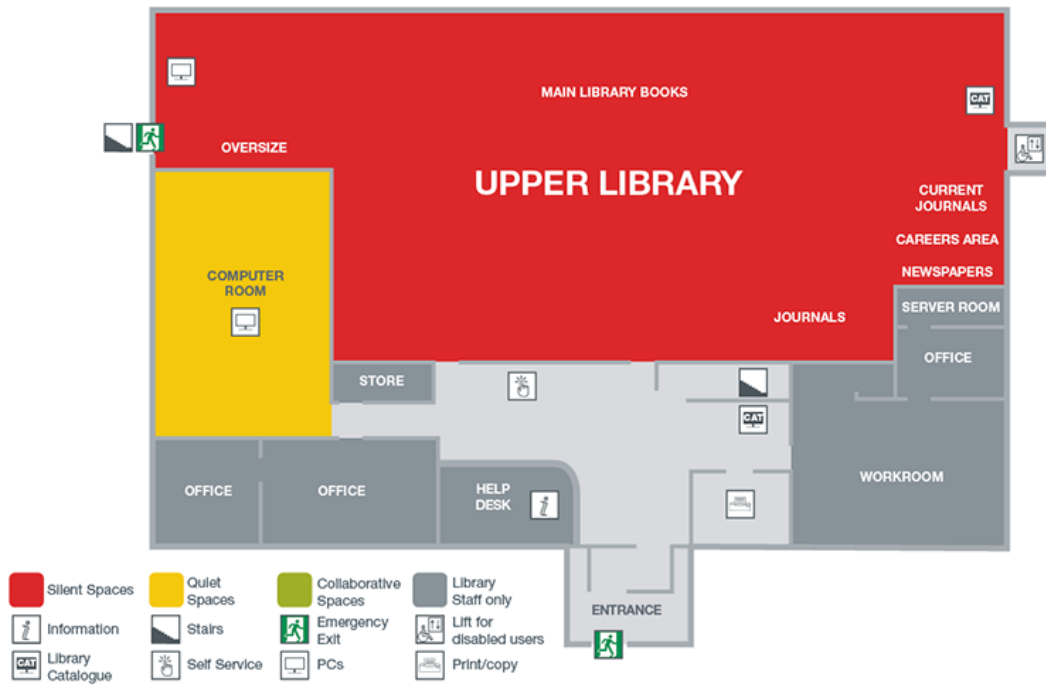 MAIN LIBRARY BOOKS
CAT
OVERSIZE
UPPER LIBRARY
CURRENT
JOURNALS
CAREERS AREA
NEWSPAPERS
COMPUTER
ROOM
JOURNALS
SERVER ROOM
OFFICE
STORE
CAT
WORKROOM
OFFICE
OFFICE
HELP
DESK
i
ENTRANCE
Silent Spaces
Quiet
Spaces
Collaborative
Spaces
Library
Staff only
i
Information
Stairs
Emergency
Exit
Lift for
disabled users
CAT
Library
Catalogue
Self Service
PCs
Print/copy